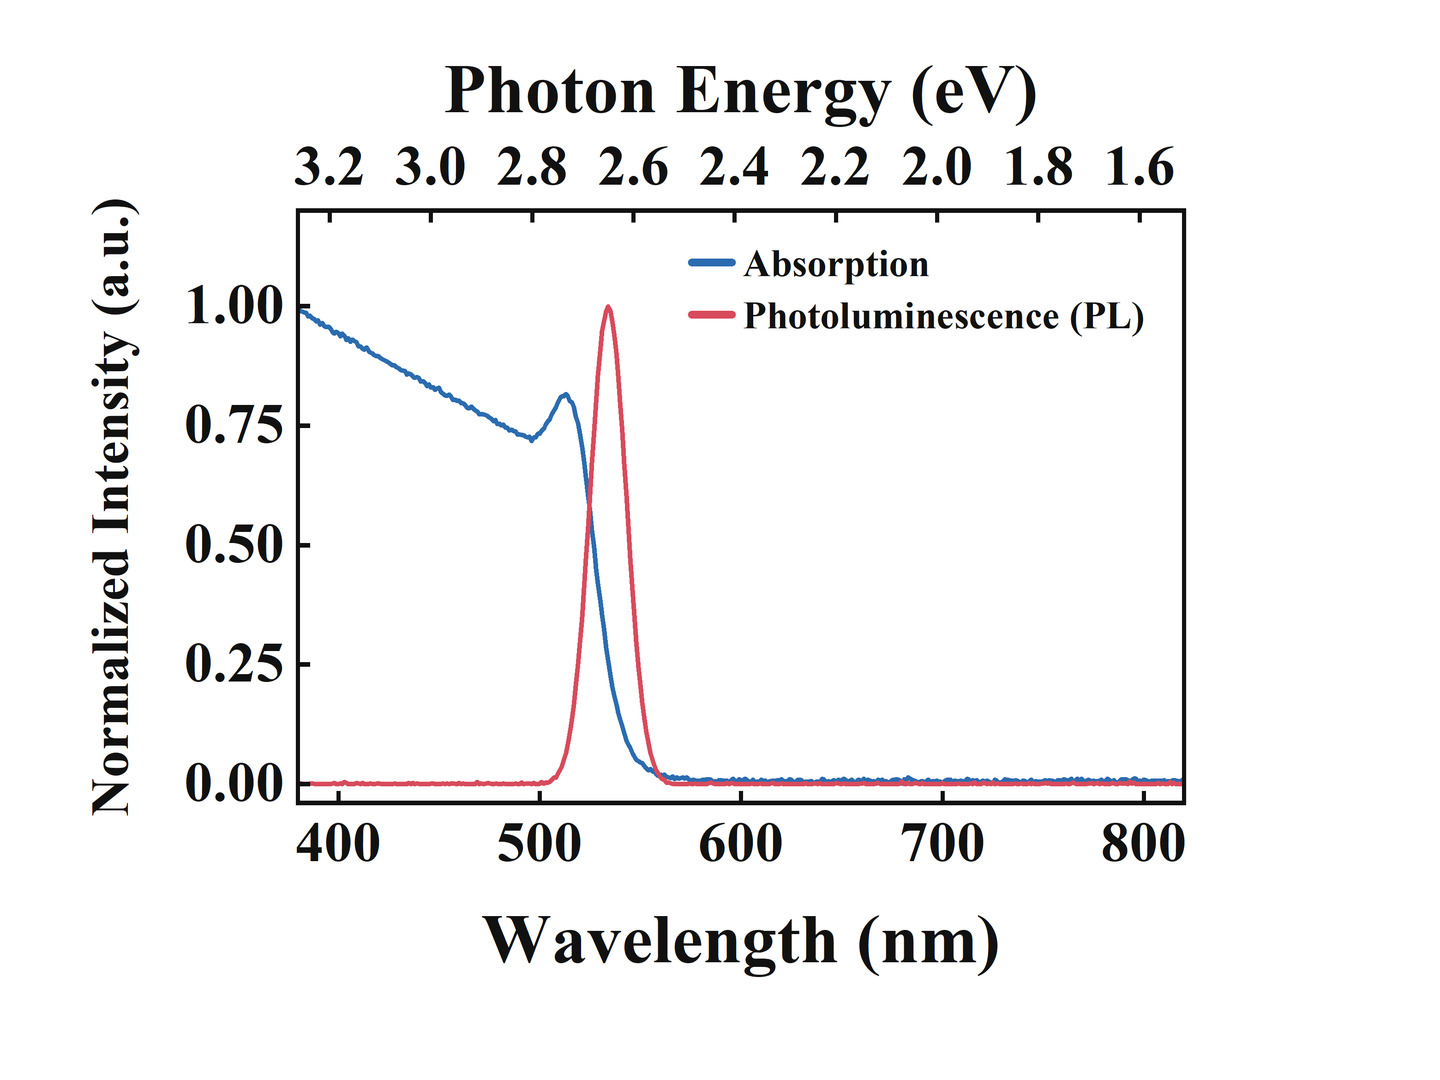 Photon Energy (eV)
3.2 3.0 2.8 2.6 2.4 2.2 2.0 1.8 1.6
Normalized Intensity (a.u.)
1.00
0.75
0.50
0.25
0.00
Absorption
Photoluminescence (PL)
400 500 600 700 800
Wavelength (nm)